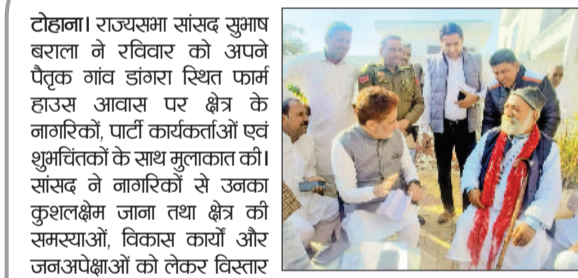 टोहाना। राज्यसभा सांसद सुभाष
बराला ने रविवार को अपने
पैतृक गांव डांगरा स्थित फार्म
हाउस आवास पर क्षेत्र के
नागरिकों, पार्टी कार्यकर्ताओं एवं
शुभचिंतकों के साथ मुलाकात की।
सांसद ने नागरिकों से उनका
कुशलक्षेम जाना तथा क्षेत्र की
समस्याओं, विकास कार्यों और
जनअपेक्षाओं को लेकर विस्तार